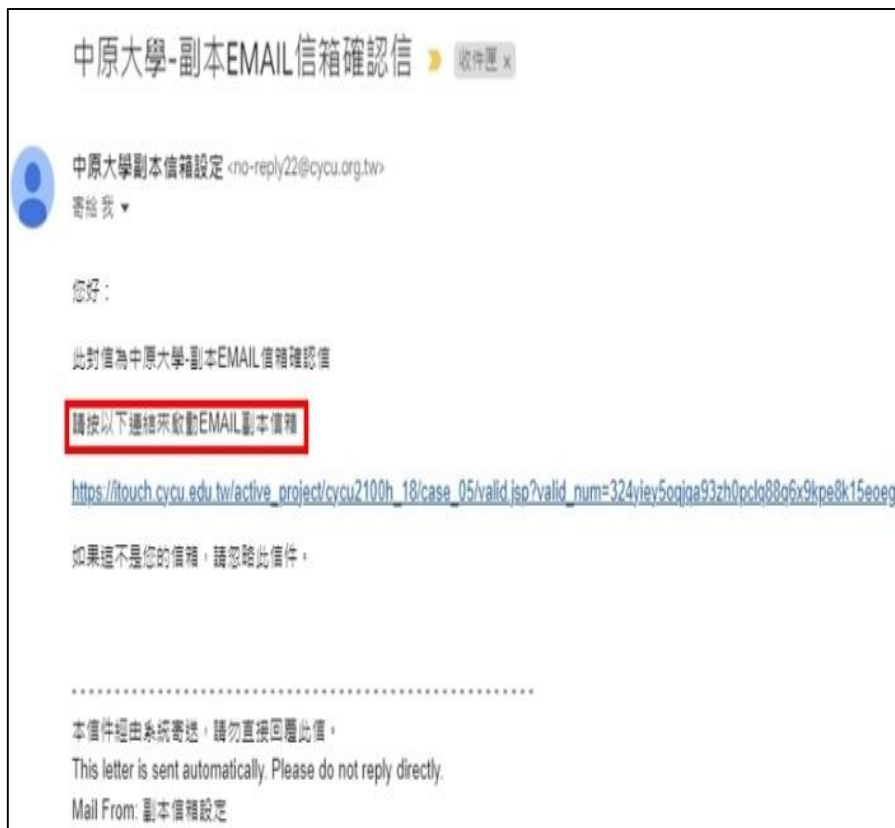 中原大學-副本EMAIL信箱確認信
收件匣 x
中原大學副本信箱設定 <no-reply22@cycu.org.tw>
寄給 我
您好：
此封信為中原大學-副本EMAIL信箱確認信
請按以下連結來啟動EMAIL副本信箱
https://itouch.cycu.edu.tw/active_project/cycu2100h_18/case_05/valid.jsp?valid_num=324yiey5oqjqa93zh0pclq88q6x9kpe8k15eoeg
如果這不是您的信箱，請忽略此信件。
本信件經由系統寄送，請勿直接回覆此信。
This letter is sent automatically. Please do not reply directly.
Mail From: 副本信箱設定